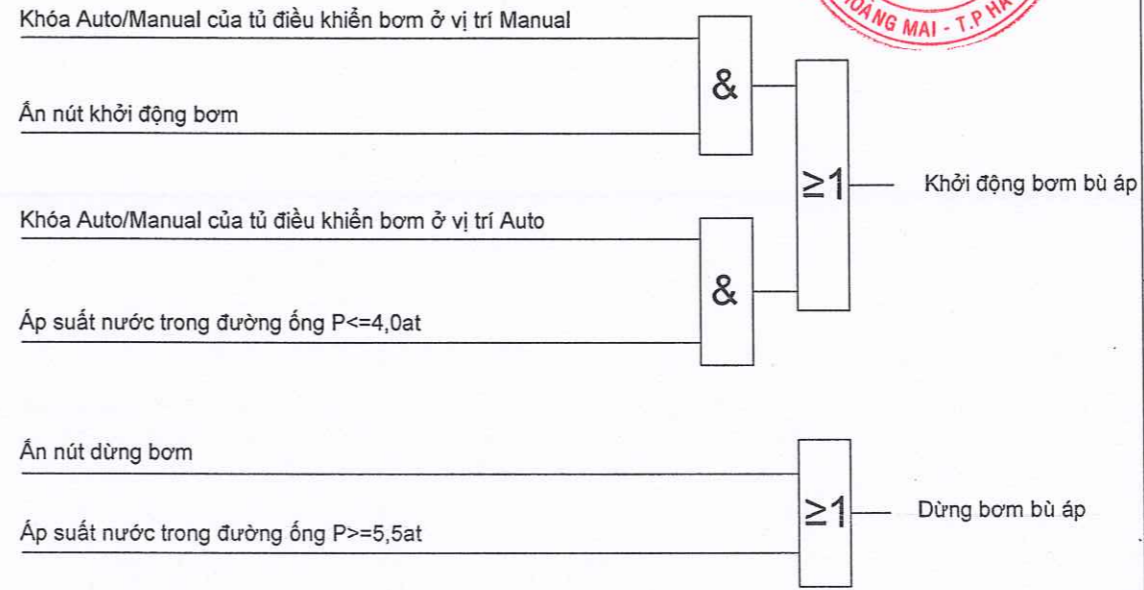 Khóa Auto/Manual của tủ điều khiển bơm ở vị trí Manual
HOÀNG MAI - T.P HÀ
&
Ấn nút khởi động bơm
≥1
Khởi động bơm bù áp
Khóa Auto/Manual của tủ điều khiển bơm ở vị trí Auto
&
Áp suất nước trong đường ống P<=4,0at
Ấn nút dừng bơm
≥1
Dừng bơm bù áp
Áp suất nước trong đường ống P>=5,5at